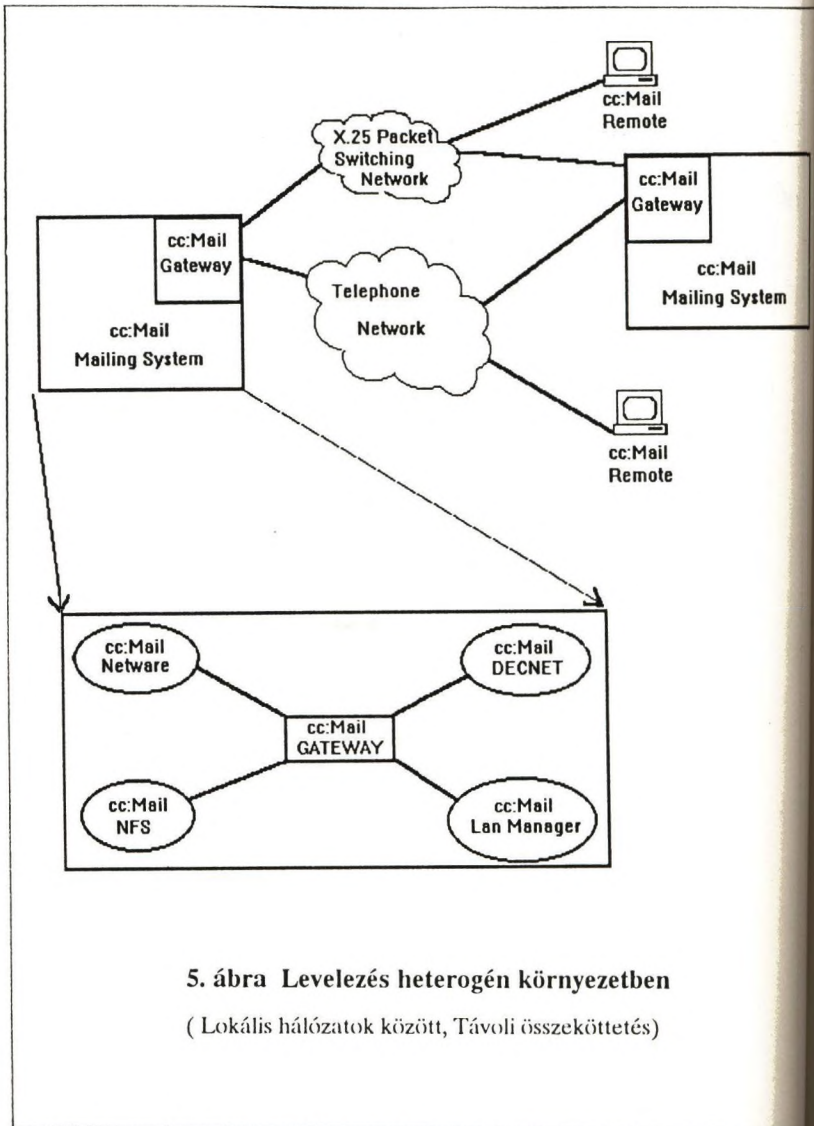 cc:Mail
Remote
X.25 Packet
Switching
Network
cc:Mail
Gateway
cc:Mail
Mailing System
cc:Mail
Gateway
cc:Mail
Mailing System
Telephone
Network
cc:Mail
Remote
cc:Mail
Netware
cc:Mail
DECNET
cc:Mail
GATEWAY
cc:Mail
NFS
cc:Mail
Lan Manager
5. ábra Levelezés heterogén környezetben
( Lokális hálózatok között, Távoli összeköttetés)